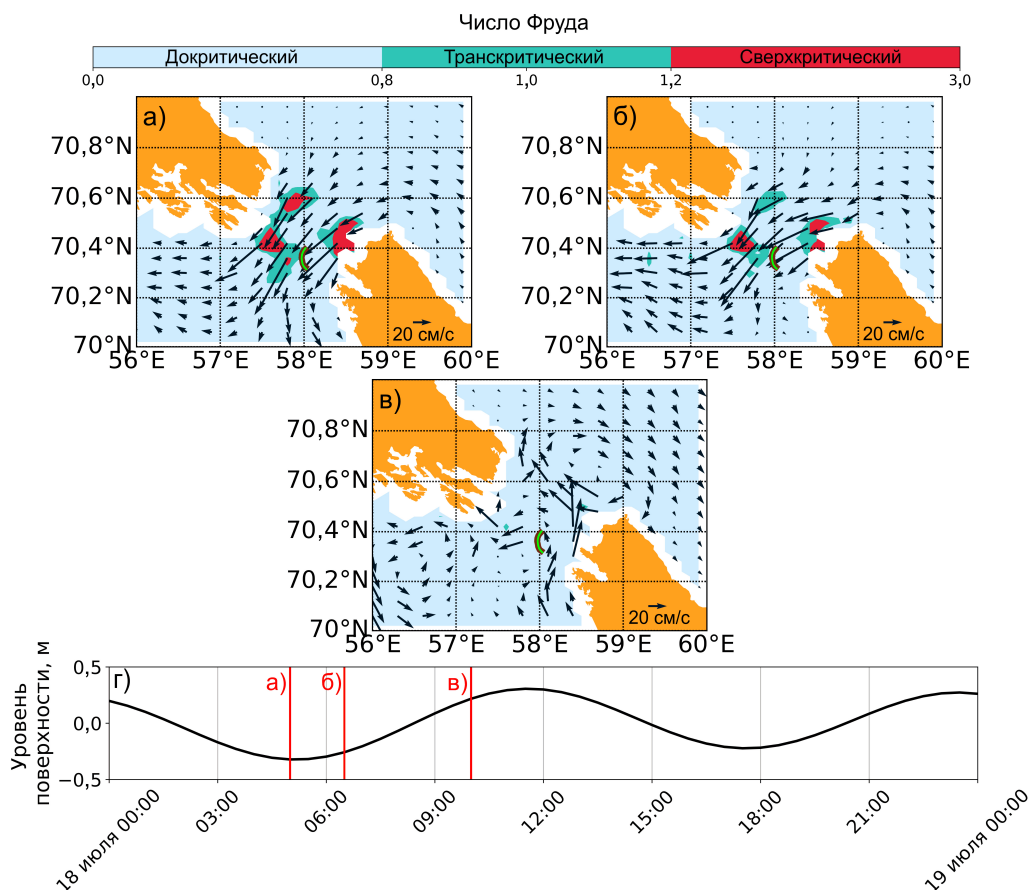 Число Фруда
Докритический Транскритический Сверхкритический
0,0 0,8 1,0 1,2 3,0
а) б)
70,8°N 70,8°N
70,6°N 70,6°N
70,4°N 70,4°N
70,2°N 70,2°N
20 см/с 20 см/с
70°N 70°N
56°E 57°E 58°E 59°E 60°E 56°E 57°E 58°E 59°E 60°E
в)
70,8°N
70,6°N
70,4°N
70,2°N
20 см/с
70°N
56°E 57°E 58°E 59°E 60°E
Уровень
поверхности, м
0,5
0,0
−0,5
г) а) б) в)
18 июля 00:00 03:00 06:00 09:00 12:00 15:00 18:00 21:00 19 июля 00:00